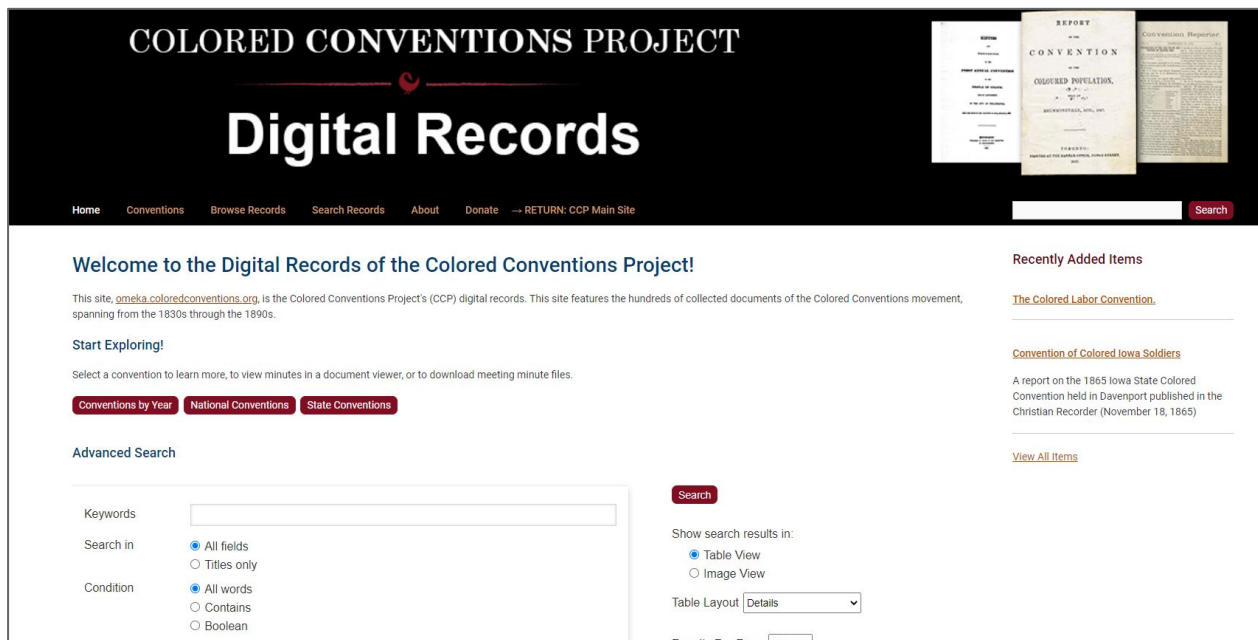 COLORED CONVENTIONS PROJECT
Digital Records
REPORT
OF THE
CONVENTION
OF THE
COLOURED POPULATION,
TORONTO:
Convention Reporter.
Home Conventions Browse Records Search Records About Donate → RETURN: CCP Main Site
Search
Welcome to the Digital Records of the Colored Conventions Project!
This site, omeka.coloredconventions.org, is the Colored Conventions Project's (CCP) digital records. This site features the hundreds of collected documents of the Colored Conventions movement,
spanning from the 1830s through the 1890s.
Start Exploring!
Select a convention to learn more, to view minutes in a document viewer, or to download meeting minute files.
Conventions by Year National Conventions State Conventions
Advanced Search
Keywords
Search in
All fields
Titles only
Condition
All words
Contains
Boolean
Search
Show search results in:
Table View
Image View
Table Layout Details
Recently Added Items
The Colored Labor Convention.
Convention of Colored Iowa Soldiers
A report on the 1865 Iowa State Colored
Convention held in Davenport published in the
Christian Recorder (November 18, 1865)
View All Items